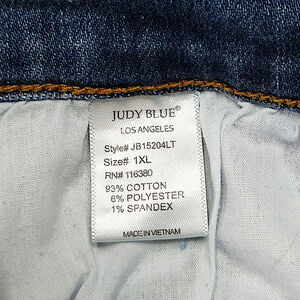 JUDY BLUE®
LOS ANGELES
Style# JB15204LT
Size# 1XL
RN# 116380
93% COTTON
6% POLYESTER
1% SPANDEX
MADE IN VIETNAM